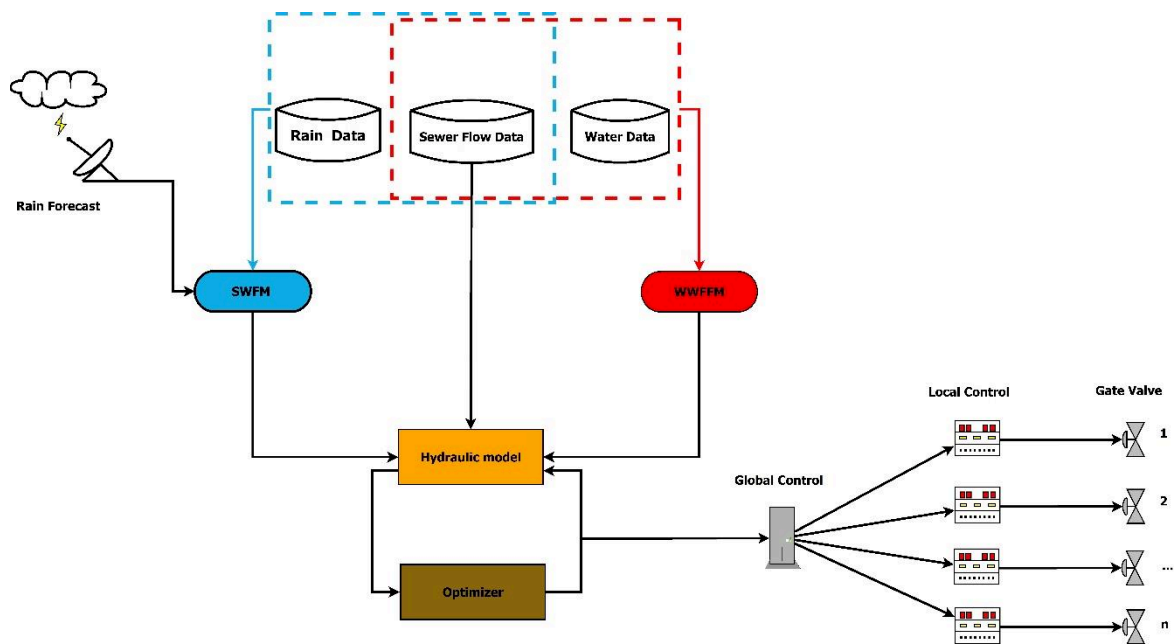 Rain Data
Sewer Flow Data
Water Data
Rain Forecast
SWFM
WWFFM
Hydraulic model
Optimizer
Global Control
Local Control
Gate Valve
1
2
...
n